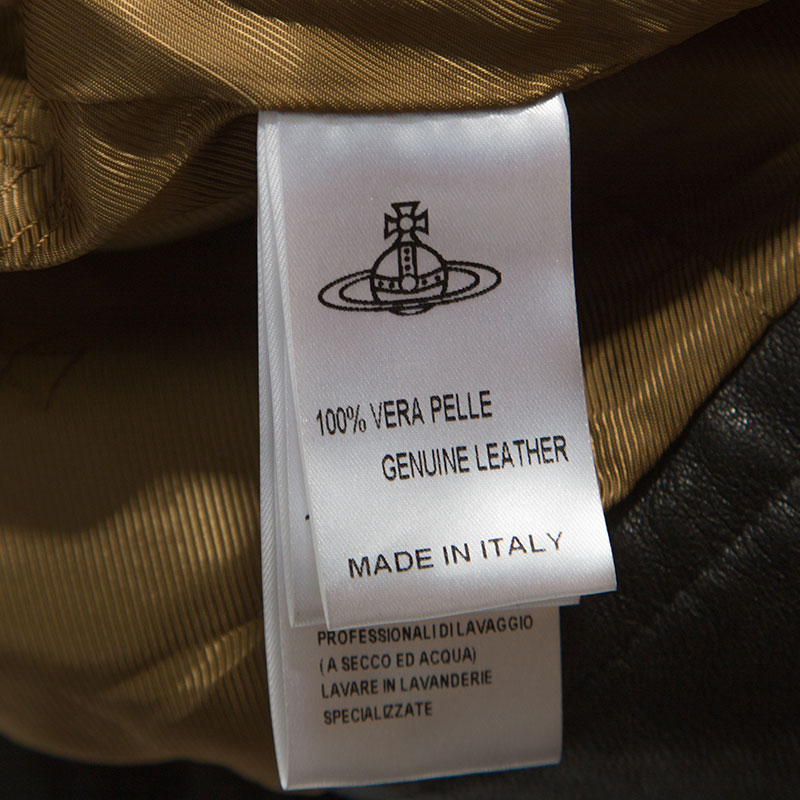 100% VERA PELLE
GENUINE LEATHER
MADE IN ITALY
PROFESSIONALI DI LAVAGGIO
(A SECCO ED ACQUA)
LAVARE IN LAVANDERIE
SPECIALIZZATE